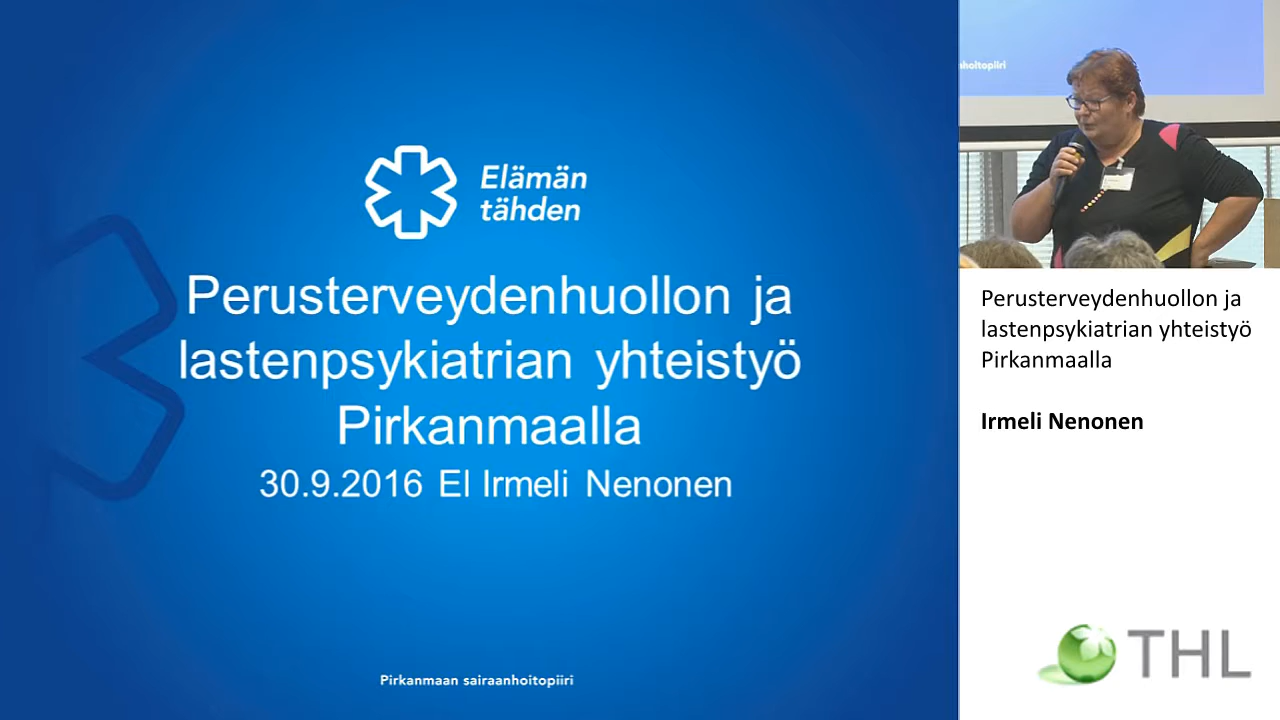 Elämän
tähden
Perusterveydenhuollon ja
lastenpsykiatrian yhteistyö
Pirkanmaalla
30.9.2016 El Irmeli Nenonen
Pirkanmaan sairaanhoitopiiri
Perusterveydenhuollon ja
lastenpsykiatrian yhteistyö
Pirkanmaalla
Irmeli Nenonen
THL